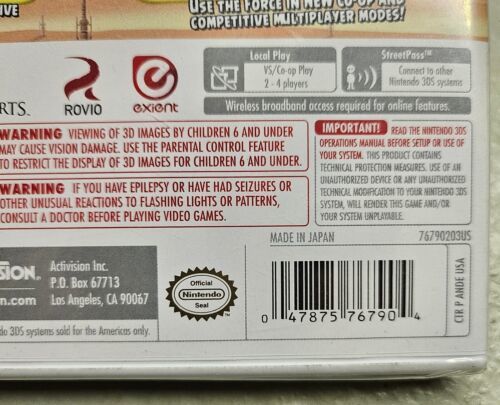 IVE
USE THE FORCE IN NEW CO-OP AND
COMPETITIVE MULTIPLAYER MODES!
ARTS.
ROVIO
exient
Local Play
VS/Co-op Play
2 - 4 players
StreetPass™
Connect to other
Nintendo 3DS systems
Wireless broadband access required for online features.
WARNING VIEWING OF 3D IMAGES BY CHILDREN 6 AND UNDER
MAY CAUSE VISION DAMAGE. USE THE PARENTAL CONTROL FEATURE
TO RESTRICT THE DISPLAY OF 3D IMAGES FOR CHILDREN 6 AND UNDER.
WARNING IF YOU HAVE EPILEPSY OR HAVE HAD SEIZURES OR
OTHER UNUSUAL REACTIONS TO FLASHING LIGHTS OR PATTERNS,
CONSULT A DOCTOR BEFORE PLAYING VIDEO GAMES.
IMPORTANT! READ THE NINTENDO 3DS
OPERATIONS MANUAL BEFORE SETUP OR USE OF
YOUR SYSTEM. THIS PRODUCT CONTAINS
TECHNICAL PROTECTION MEASURES. USE OF AN
UNAUTHORIZED DEVICE OR ANY UNAUTHORIZED
TECHNICAL MODIFICATION TO YOUR NINTENDO 3DS
SYSTEM, WILL RENDER THIS GAME AND/OR
YOUR SYSTEM UNPLAYABLE.
MADE IN JAPAN
76790203US
ISION.
n.com
Activision Inc.
P.O. Box 67713
Los Angeles, CA 90067
Official
Nintendo
Seal
0 47875 76790 4
CTR P ANDE USA
do 3DS systems sold for the Americas only.